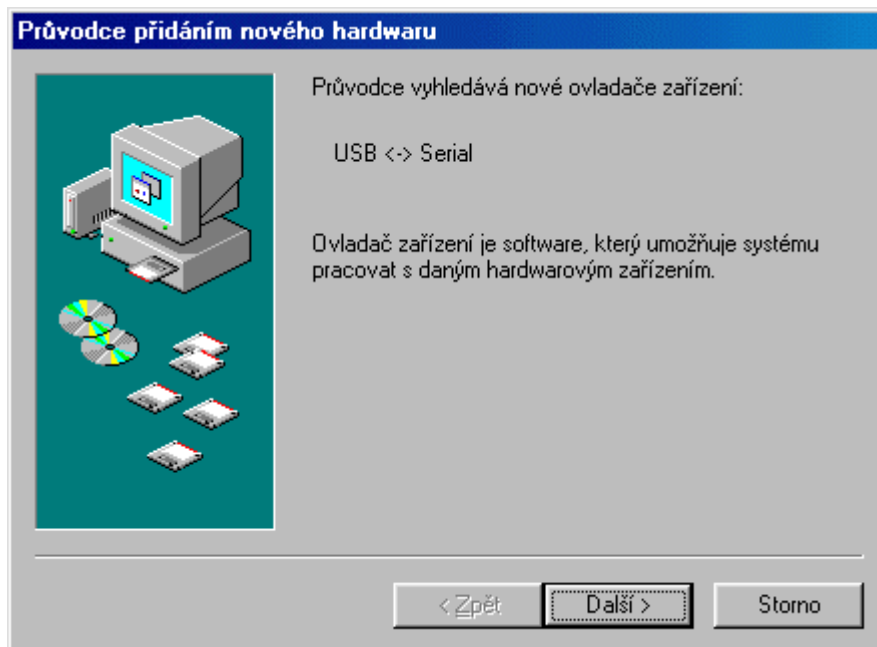 Průvodce přidáním nového hardwaru
Průvodce vyhledává nové ovladače zařízení:
USB <-> Serial
Ovladač zařízení je software, který umožňuje systému
pracovat s daným hardwarovým zařízením.
< Zpět
Další >
Storno